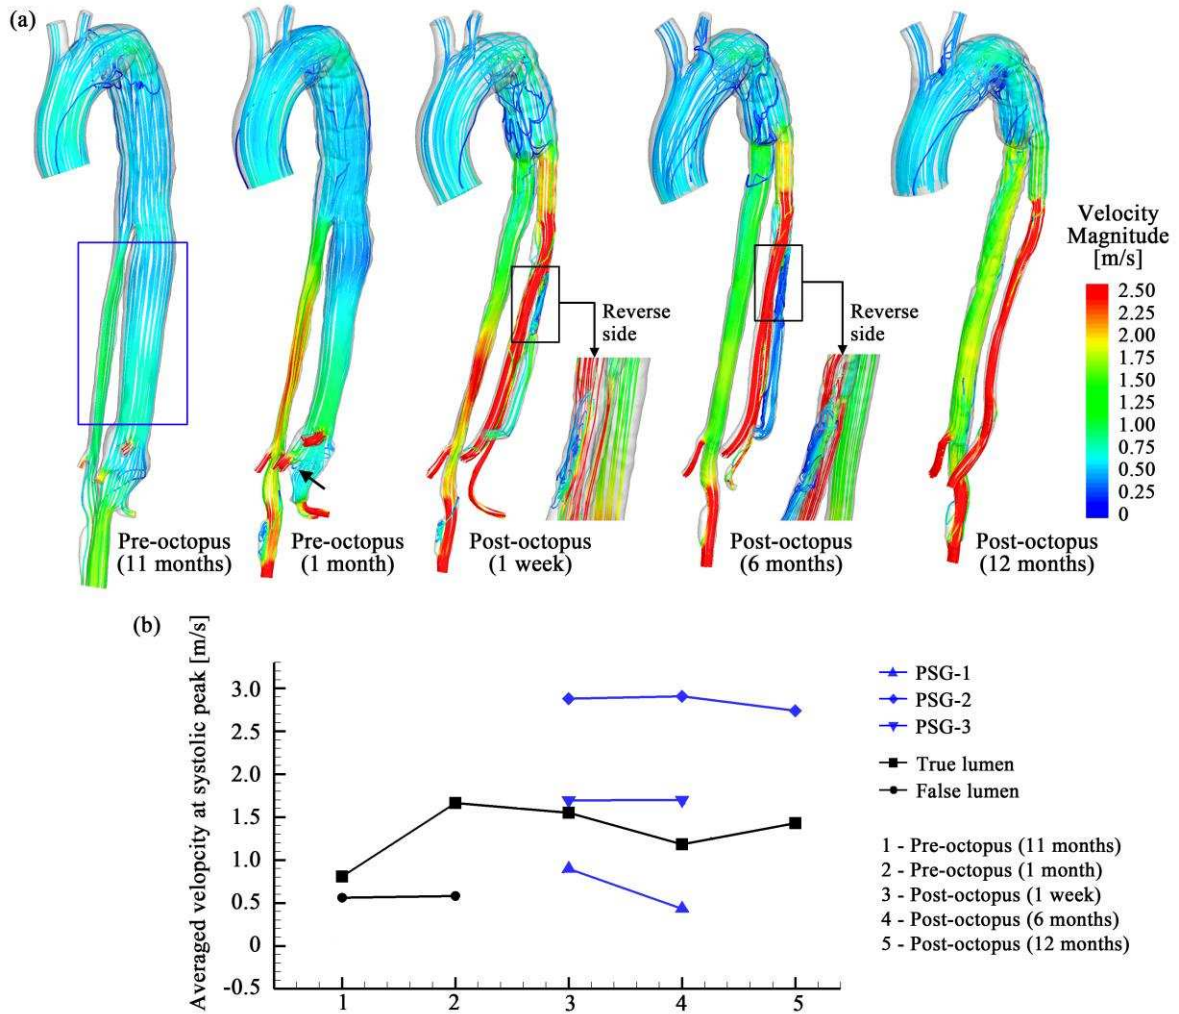 (a)
Velocity
Magnitude
[m/s]
2.50
2.25
2.00
1.75
1.50
1.25
1.00
0.75
0.50
0.25
0
Reverse
side
Reverse
side
Pre-octopus
(11 months)
Pre-octopus
(1 month)
Post-octopus
(1 week)
Post-octopus
(6 months)
Post-octopus
(12 months)
(b)
Averaged velopcity at systolic peak [m/s]
3.0
2.5
2.0
1.5
1.0
0.5
0
-0.5
1
2
3
4
5
PSG-1
PSG-2
PSG-3
True lumen
False lumen
1 - Pre-octopus (11 months)
2 - Pre-octopus (1 month)
3 - Post-octopus (1 week)
4 - Post-octopus (6 months)
5 - Post-octopus (12 months)